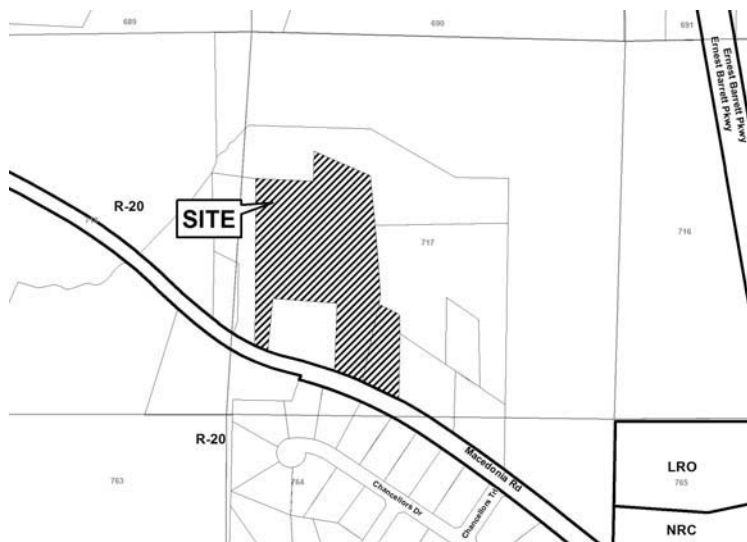 689
690
691
Ernest Barrett Pkwy
Ernest Barrett Pkwy
R-20
SITE
717
716
R-20
Macedonia Rd
LRO
763
764
Chancellors Dr
Chancellors Trl
765
NRC